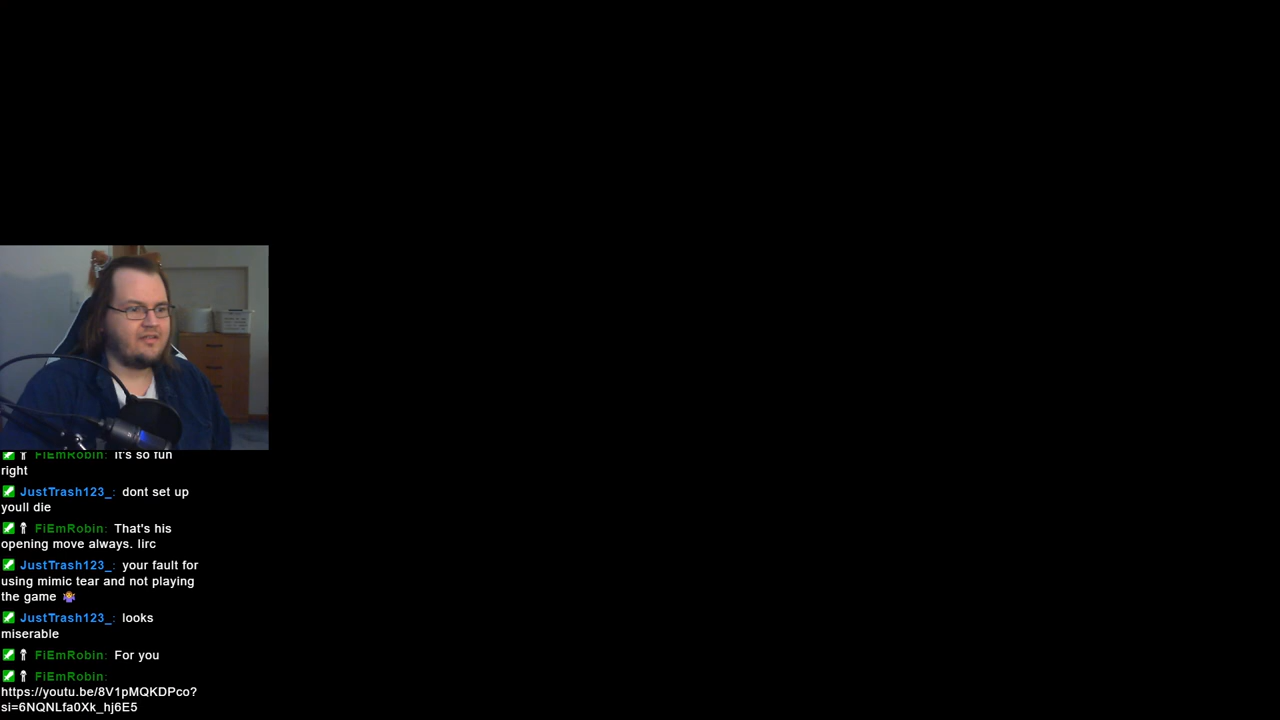 FiEmRobin: It's so fun
right
JustTrash123_: dont set up
youll die
FiEmRobin: That's his
opening move always. Iirc
JustTrash123_: your fault for
using mimic tear and not playing
the game 🤷
JustTrash123_: looks
miserable
FiEmRobin: For you
FiEmRobin:
https://youtu.be/8V1pMQKDPco?
si=6NQNLfa0Xk_hj6E5